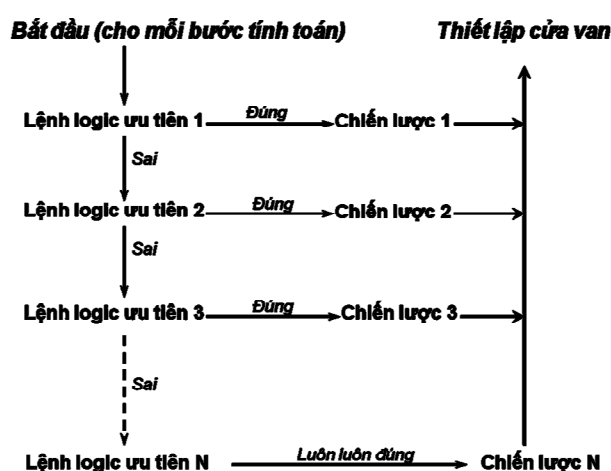 Bắt đầu (cho mỗi bước tính toán) Thiết lập cửa van
Lệnh logic ưu tiên 1 Đúng Chiến lược 1
Sai
Lệnh logic ưu tiên 2 Đúng Chiến lược 2
Sai
Lệnh logic ưu tiên 3 Đúng Chiến lược 3
Sai
Lệnh logic ưu tiên N Luôn luôn đúng Chiến lược N